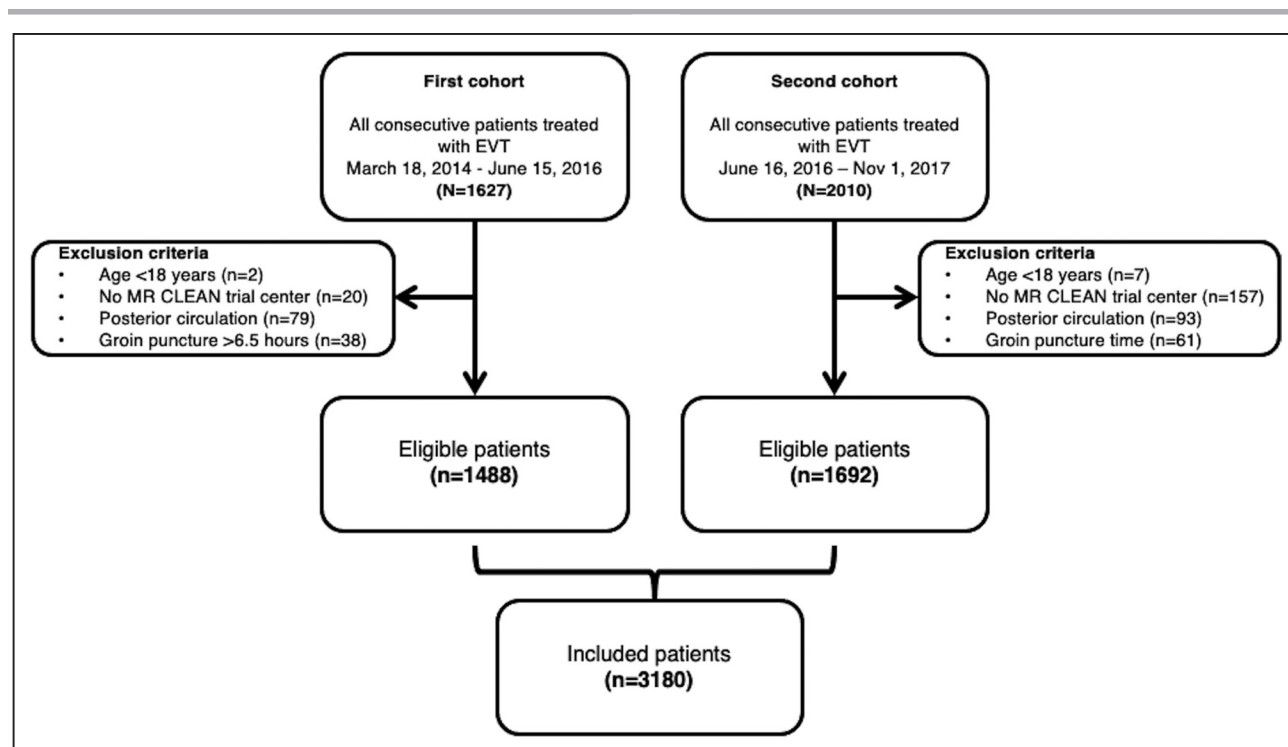 First cohort
All consecutive patients treated
with EVT
March 18, 2014 - June 15, 2016
(N=1627)
Second cohort
All consecutive patients treated
with EVT
June 16, 2016 – Nov 1, 2017
(N=2010)
Exclusion criteria
• Age <18 years (n=2)
• No MR CLEAN trial center (n=20)
• Posterior circulation (n=79)
• Groin puncture >6.5 hours (n=38)
Exclusion criteria
• Age <18 years (n=7)
• No MR CLEAN trial center (n=157)
• Posterior circulation (n=93)
• Groin puncture time (n=61)
Eligible patients
(n=1488)
Eligible patients
(n=1692)
Included patients
(n=3180)